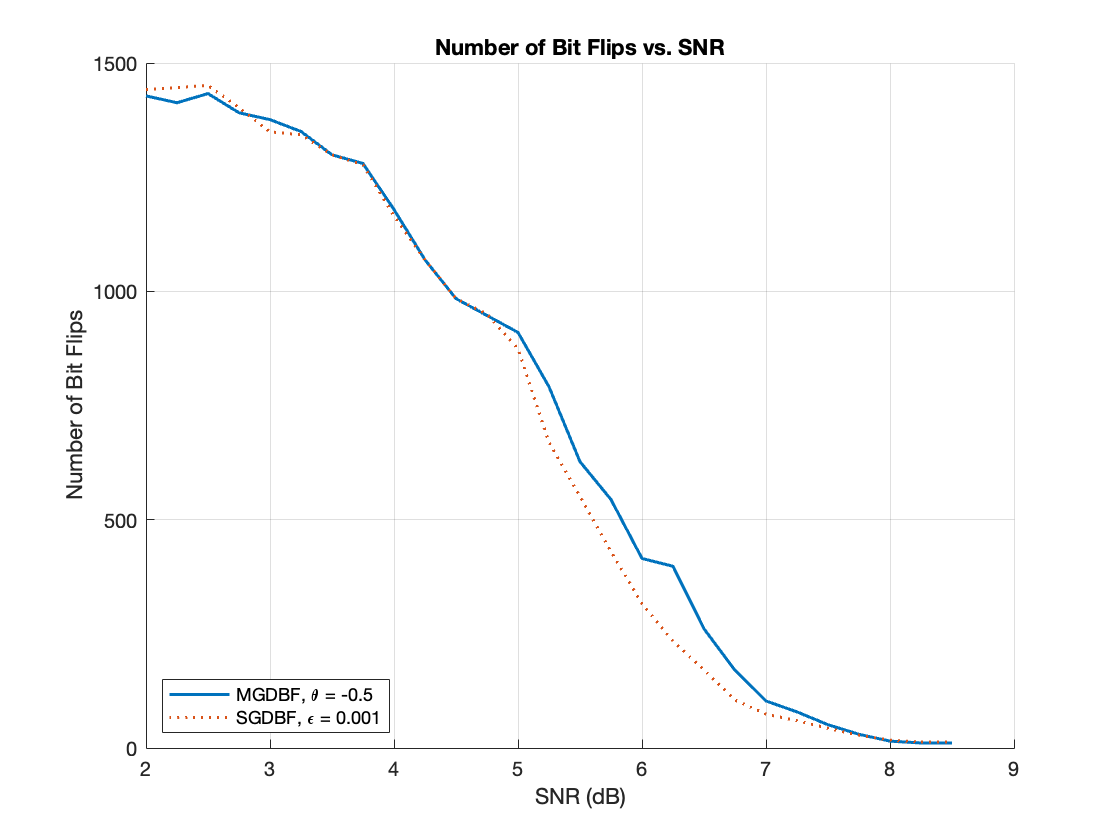 Number of Bit Flips vs. SNR
1500
1000
500
0
Number of Bit Flips
MGDBF, θ = -0.5
SGDBF, ϵ = 0.001
2 3 4 5 6 7 8 9
SNR (dB)